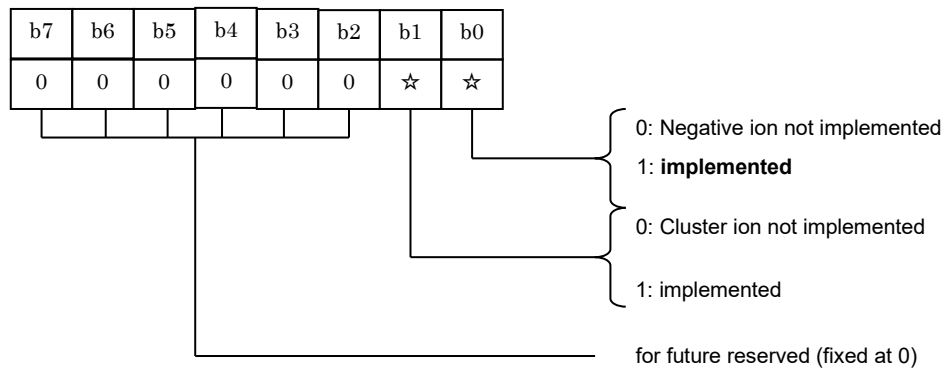 b7 b6 b5 b4 b3 b2 b1 b0
0 0 0 0 0 0 ☆ ☆
0: Negative ion not implemented
1: implemented
0: Cluster ion not implemented
1: implemented
for future reserved (fixed at 0)